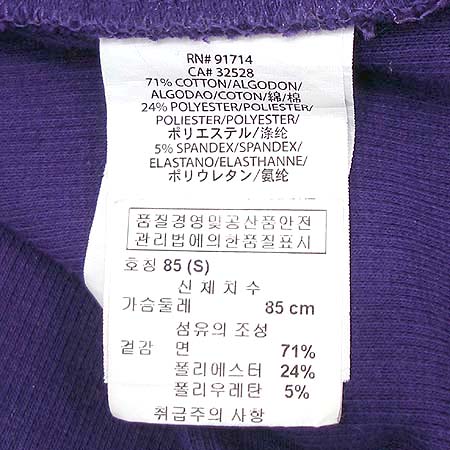 RN# 91714
CA# 32528
71% COTTON/ALGODON/
ALGODAO/COTON/綿/棉
24% POLYESTER/POLIESTER/
POLIESTER/POLYESTER/
ポリエステル/涤纶
5% SPANDEX/SPANDEX/
ELASTANO/ELASTHANNE/
ポリウレタン/氨纶
품질경영및공산품안전
관리법에의한품질표시
호칭 85 (S)
신 체 치 수
가슴둘레 85 cm
섬유의 조성
겉감 면 71%
폴리에스터 24%
폴리우레탄 5%
취급주의 사항